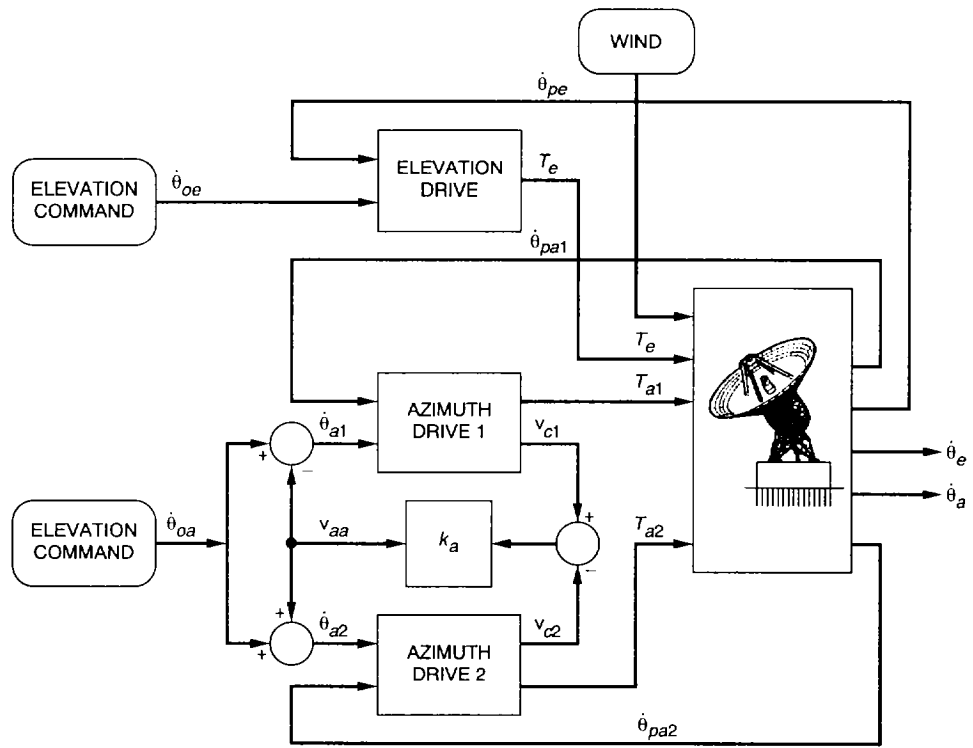 WIND
θ̇pe
ELEVATION
DRIVE
Te
ELEVATION
COMMAND
θ̇oe
θ̇pa1
Te
Ta1
AZIMUTH
DRIVE 1
θ̇a1
vc1
+
−
θ̇e
θ̇a
ELEVATION
COMMAND
θ̇oa
vaa
ka
+
−
Ta2
+
+
θ̇a2
AZIMUTH
DRIVE 2
vc2
θ̇pa2